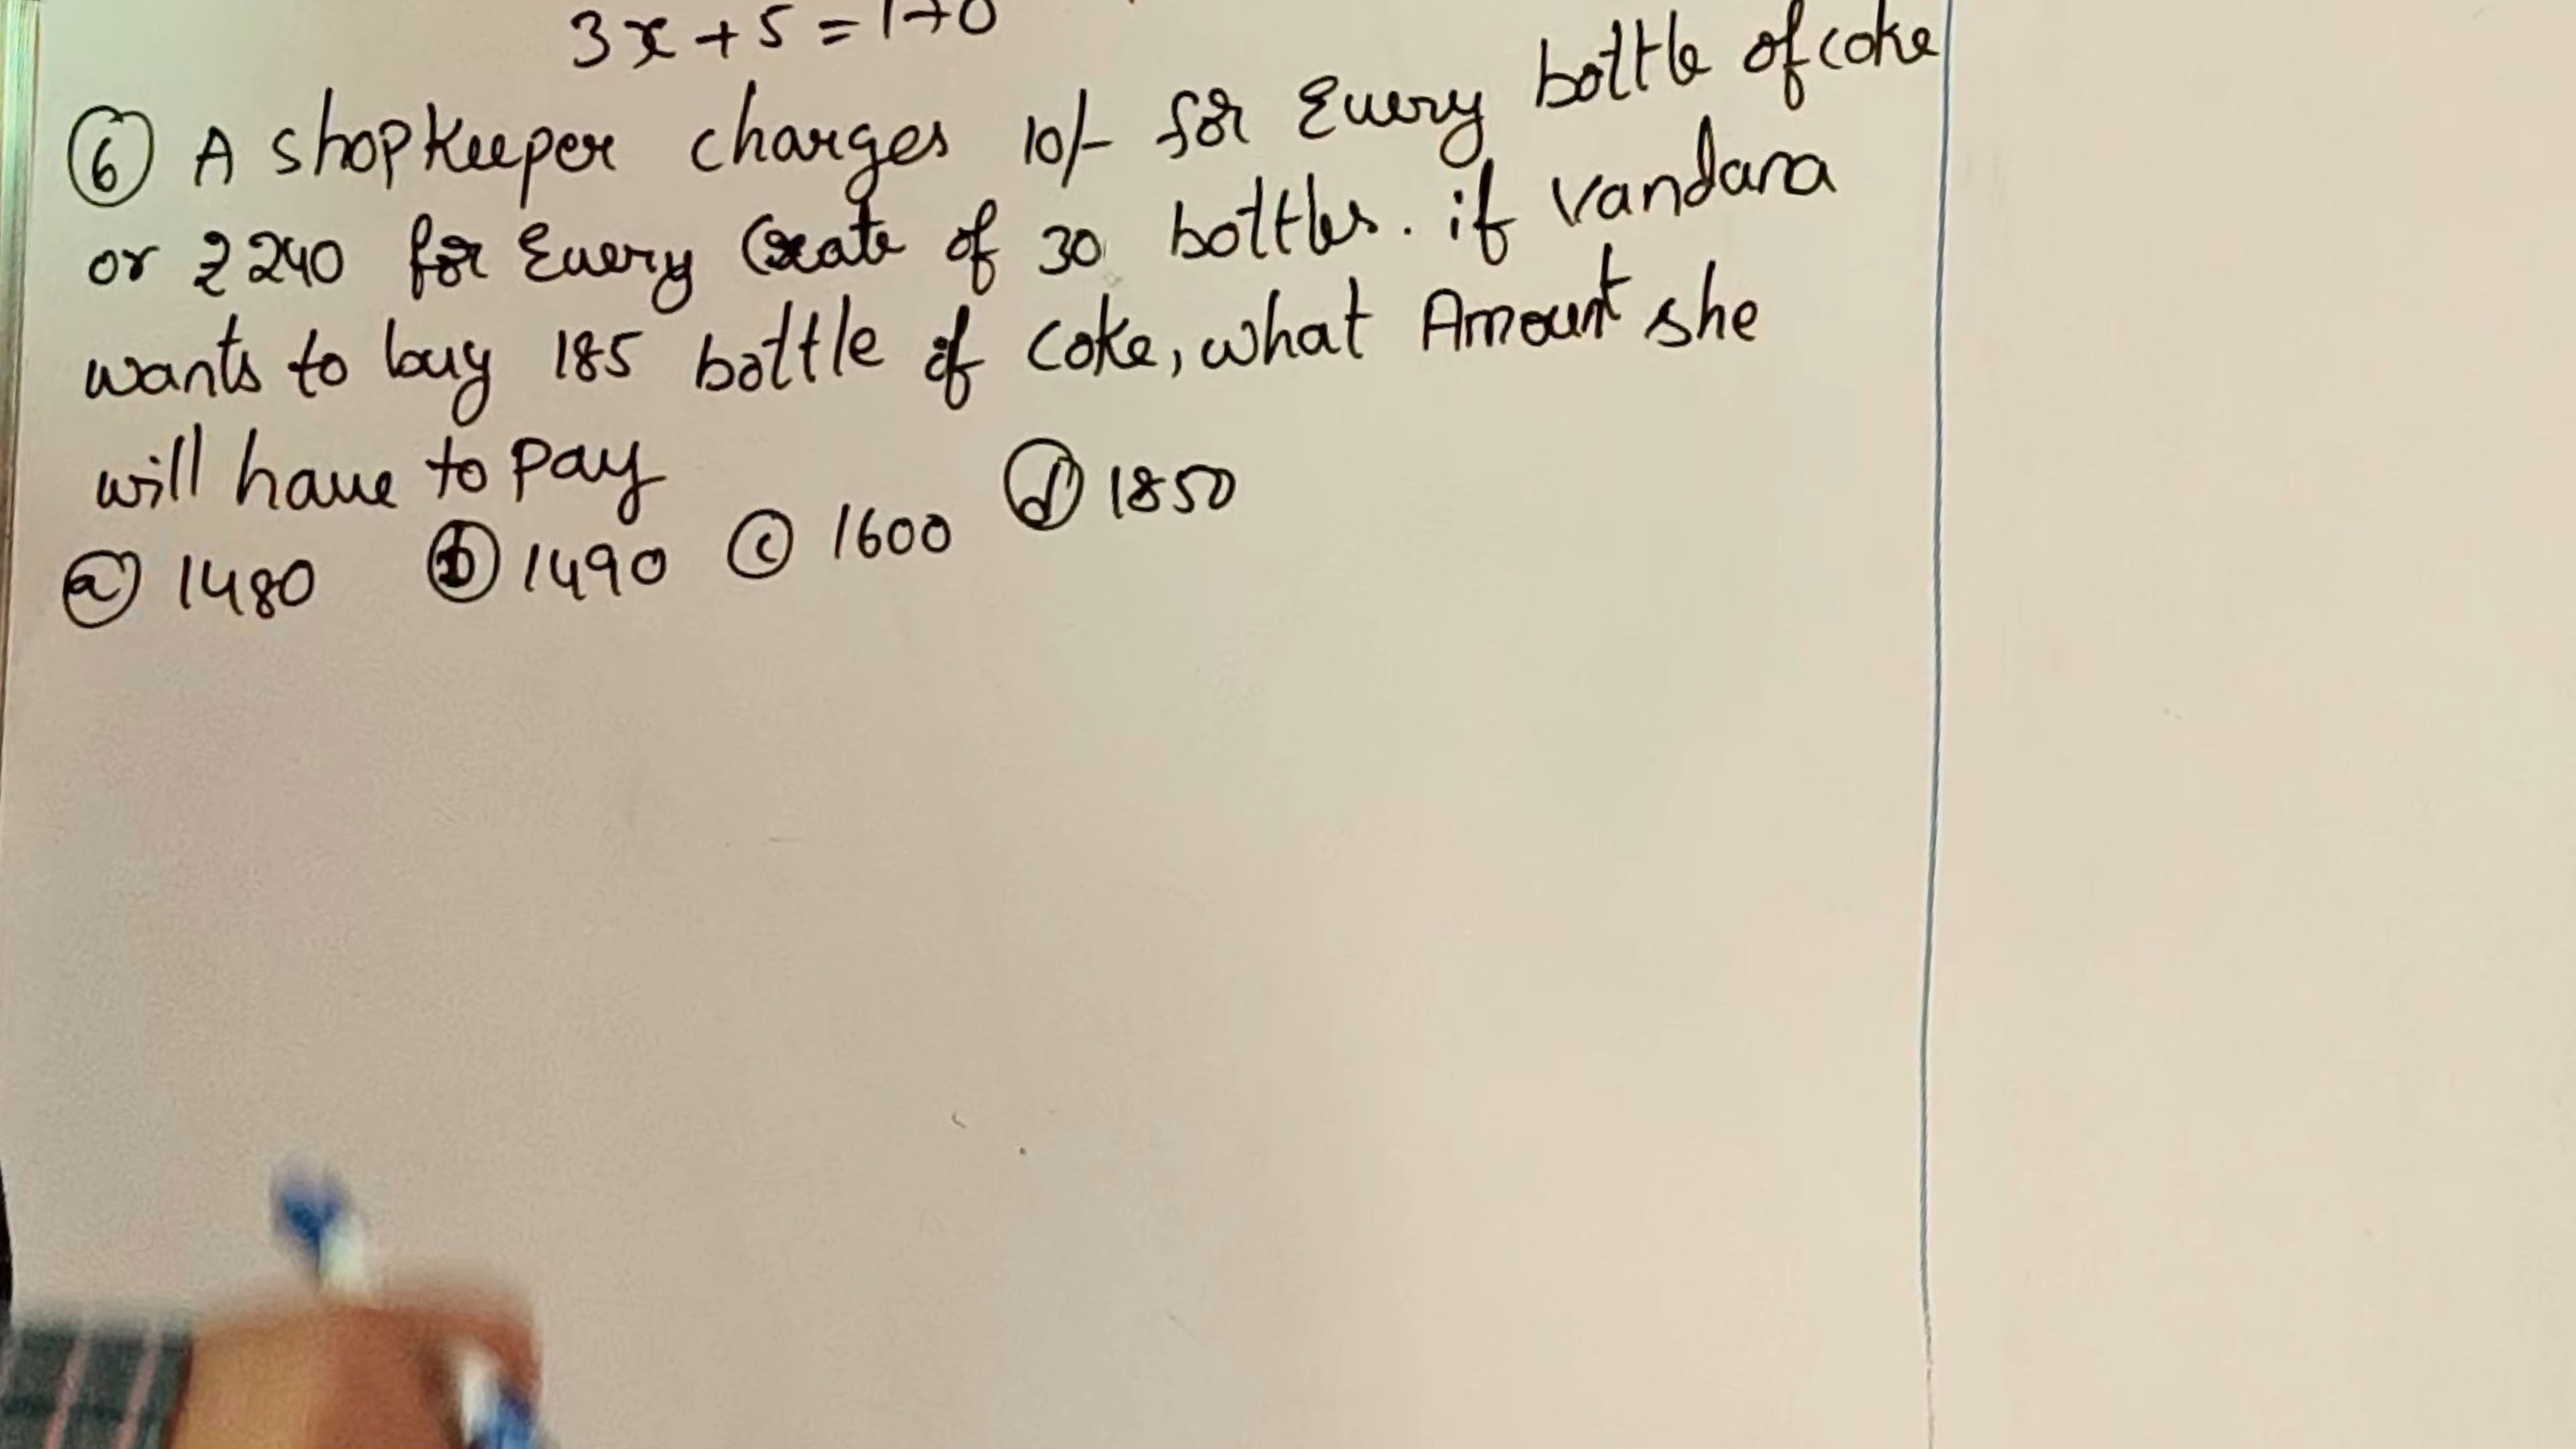 3x+5=170
⑥ A shopkeeper charges 10/- for Every bottle of coke
or ₹240 for Every Crate of 30 bottles. if vandana
wants to buy 185 bottle of coke, what Amount she
will have to pay
ⓐ 1480 ⓑ 1490 ⓒ 1600 ⓓ 1850